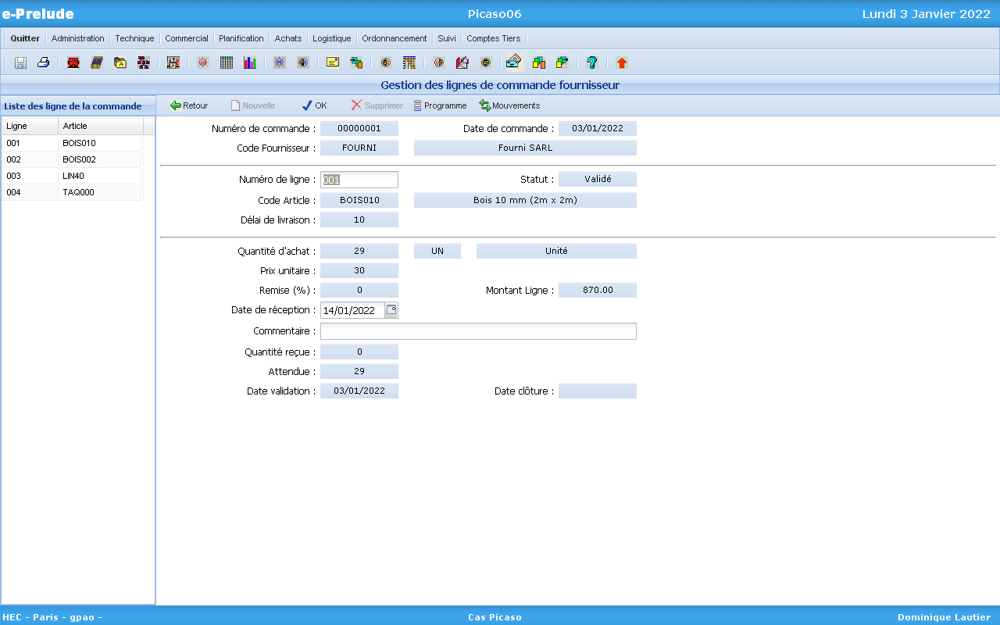 e-Prelude Picaso06 Lundi 3 Janvier 2022
Quitter Administration Technique Commercial Planification Achats Logistique Ordonnancement Suivi Comptes Tiers
Gestion des lignes de commande fournisseur
Liste des ligne de la commande
Retour Nouvelle OK Supprimer Programme Mouvements
Ligne Article
001 BOIS010
002 BOIS002
003 LIN40
004 TAQ000
Numéro de commande : 00000001 Date de commande : 03/01/2022
Code Fournisseur : FOURNI Fourni SARL
Numéro de ligne : 001 Statut : Validé
Code Article : BOIS010 Bois 10 mm (2m x 2m)
Délai de livraison : 10
Quantité d'achat : 29 UN Unité
Prix unitaire : 30
Remise (%) : 0 Montant Ligne : 870.00
Date de réception : 14/01/2022
Commentaire :
Quantité reçue : 0
Attendue : 29
Date validation : 03/01/2022 Date clôture :
HEC - Paris - gpao - Cas Picaso Dominique Lautier